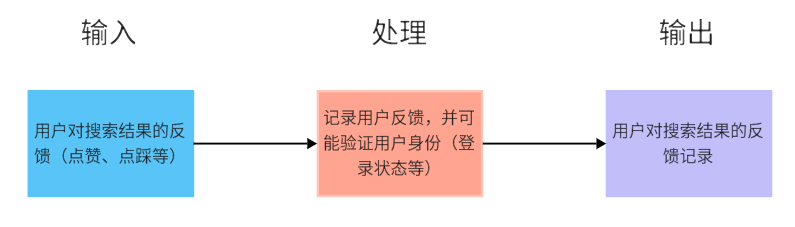 输入
处理
输出
用户对搜索结果的反
馈（点赞、点踩等）
记录用户反馈，并可
能验证用户身份（登
录状态等）
用户对搜索结果的反
馈记录